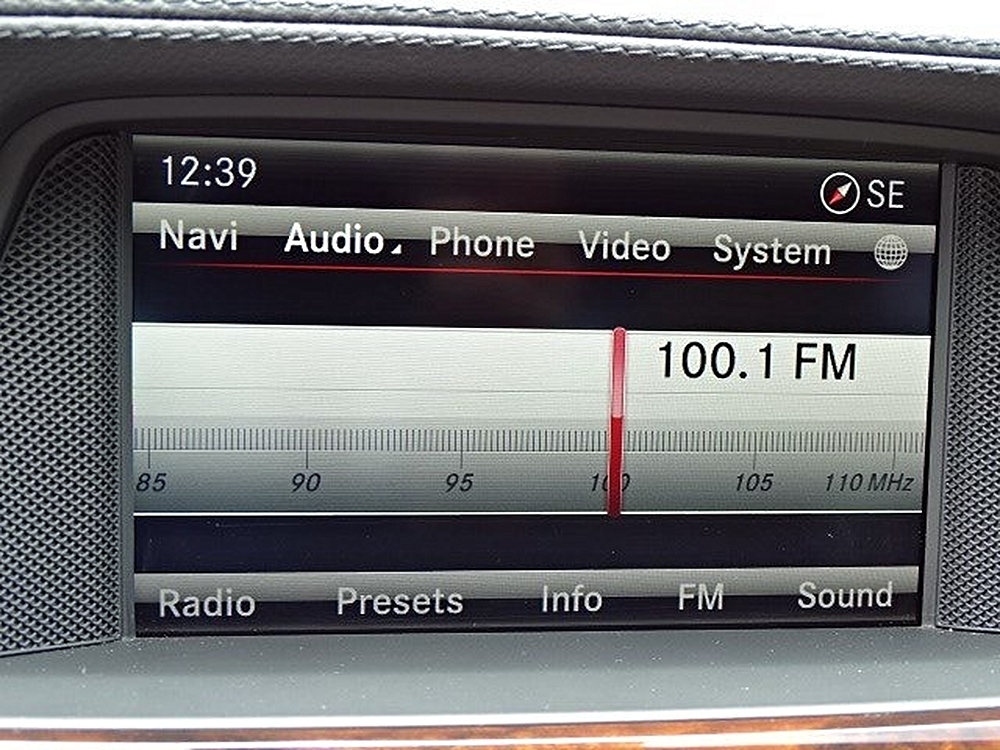 12:39 SE
Navi Audio Phone Video System
100.1 FM
85 90 95 100 105 110 MHz
Radio Presets Info FM Sound